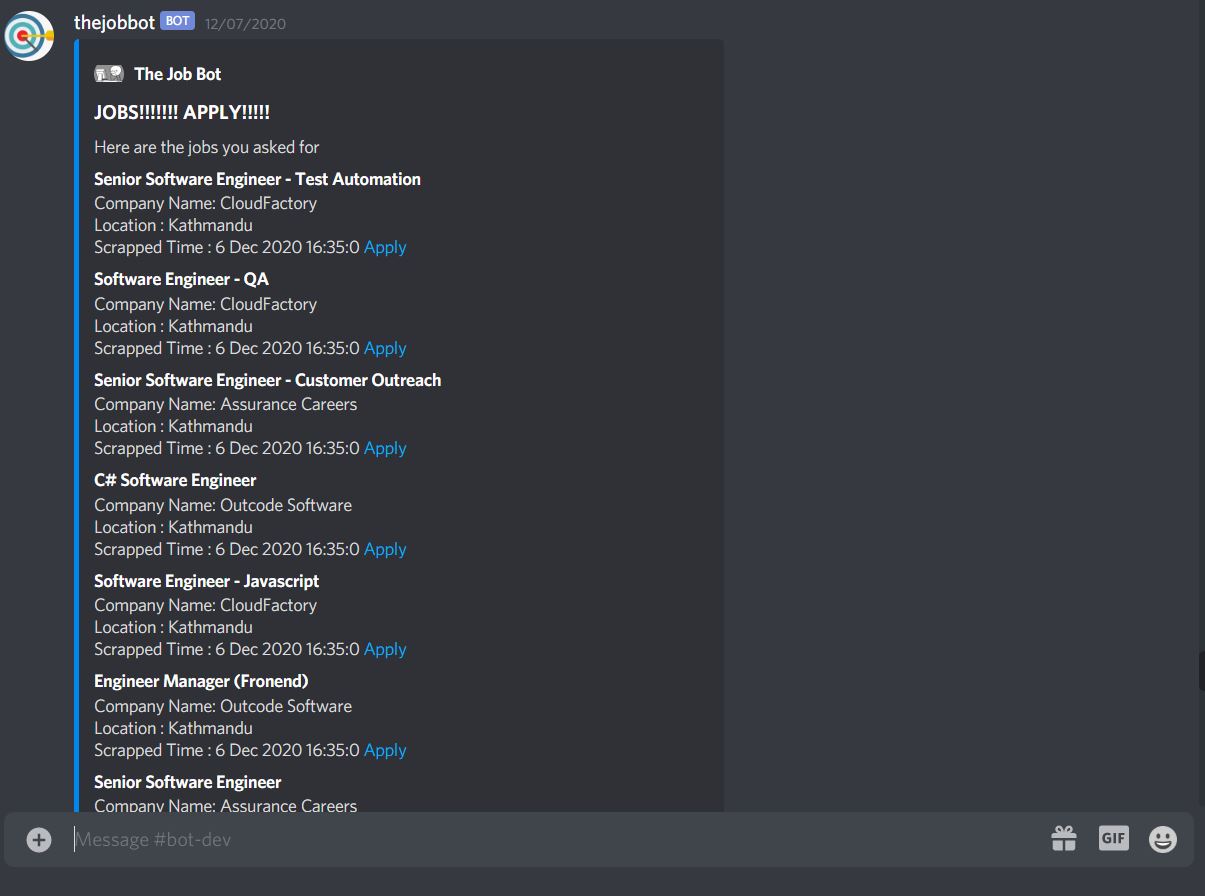 thejobbot BOT 12/07/2020
The Job Bot
JOBS!!!!!!! APPLY!!!!!
Here are the jobs you asked for
Senior Software Engineer - Test Automation
Company Name: CloudFactory
Location : Kathmandu
Scrapped Time : 6 Dec 2020 16:35:0 Apply
Software Engineer - QA
Company Name: CloudFactory
Location : Kathmandu
Scrapped Time : 6 Dec 2020 16:35:0 Apply
Senior Software Engineer - Customer Outreach
Company Name: Assurance Careers
Location : Kathmandu
Scrapped Time : 6 Dec 2020 16:35:0 Apply
C# Software Engineer
Company Name: Outcode Software
Location : Kathmandu
Scrapped Time : 6 Dec 2020 16:35:0 Apply
Software Engineer - Javascript
Company Name: CloudFactory
Location : Kathmandu
Scrapped Time : 6 Dec 2020 16:35:0 Apply
Engineer Manager (Fronend)
Company Name: Outcode Software
Location : Kathmandu
Scrapped Time : 6 Dec 2020 16:35:0 Apply
Senior Software Engineer
Company Name: Assurance Careers
Message #bot-dev
GIF